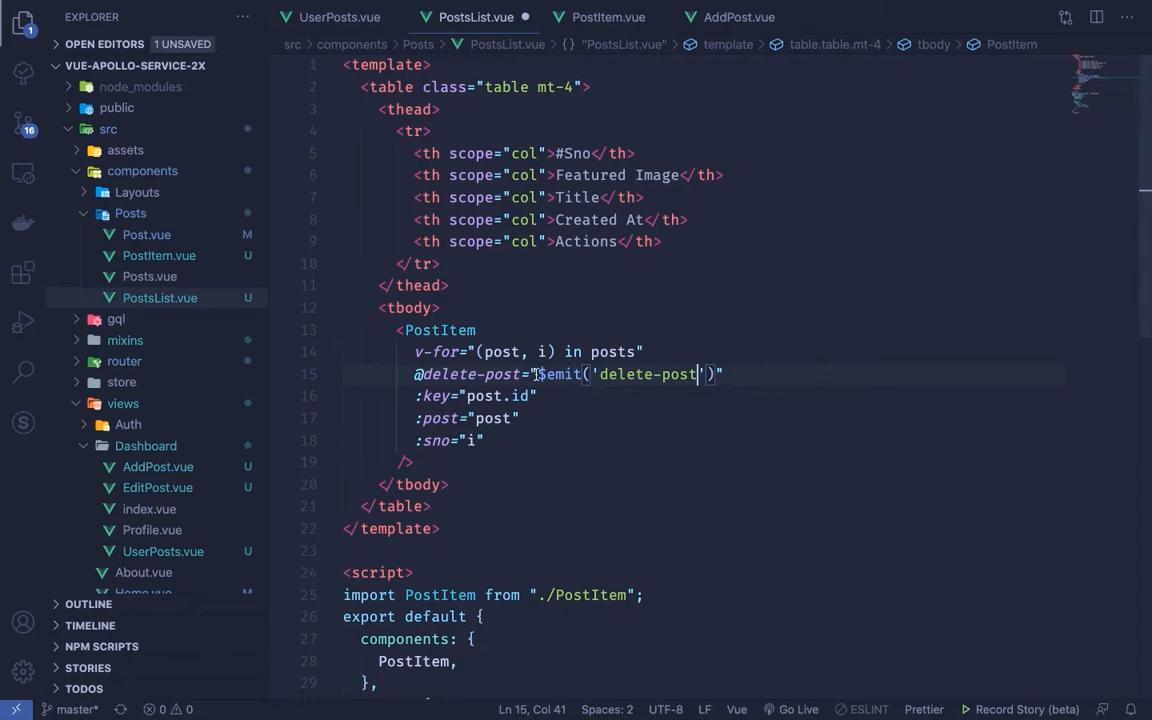 EXPLORER
UserPosts.vue
PostsList.vue
PostItem.vue
AddPost.vue
1
OPEN EDITORS 1 UNSAVED
src > components > Posts > PostsList.vue > {} "PostsList.vue" > template > table.table.mt-4 > tbody > PostItem
VUE-APOLLO-SERVICE-2X
node_modules
public
src
assets
components
Layouts
Posts
Post.vue M
PostItem.vue U
Posts.vue
PostsList.vue U
gql
mixins
router
store
views
Auth
Dashboard
AddPost.vue U
EditPost.vue U
index.vue
Profile.vue
UserPosts.vue U
About.vue
Home.vue M
OUTLINE
TIMELINE
NPM SCRIPTS
STORIES
TODOS
16
1 <template>
2 <table class="table mt-4">
3 <thead>
4 <tr>
5 <th scope="col">#Sno</th>
6 <th scope="col">Featured Image</th>
7 <th scope="col">Title</th>
8 <th scope="col">Created At</th>
9 <th scope="col">Actions</th>
10 </tr>
11 </thead>
12 <tbody>
13 <PostItem
14 v-for="(post, i) in posts"
15 @delete-post="$emit('delete-post')"
16 :key="post.id"
17 :post="post"
18 :sno="i"
19 />
20 </tbody>
21 </table>
22 </template>
23
24 <script>
25 import PostItem from "./PostItem";
26 export default {
27 components: {
28 PostItem,
29 },
master* 0 0 Ln 15, Col 41 Spaces: 2 UTF-8 LF Vue Go Live ESLINT Prettier Record Story (beta)